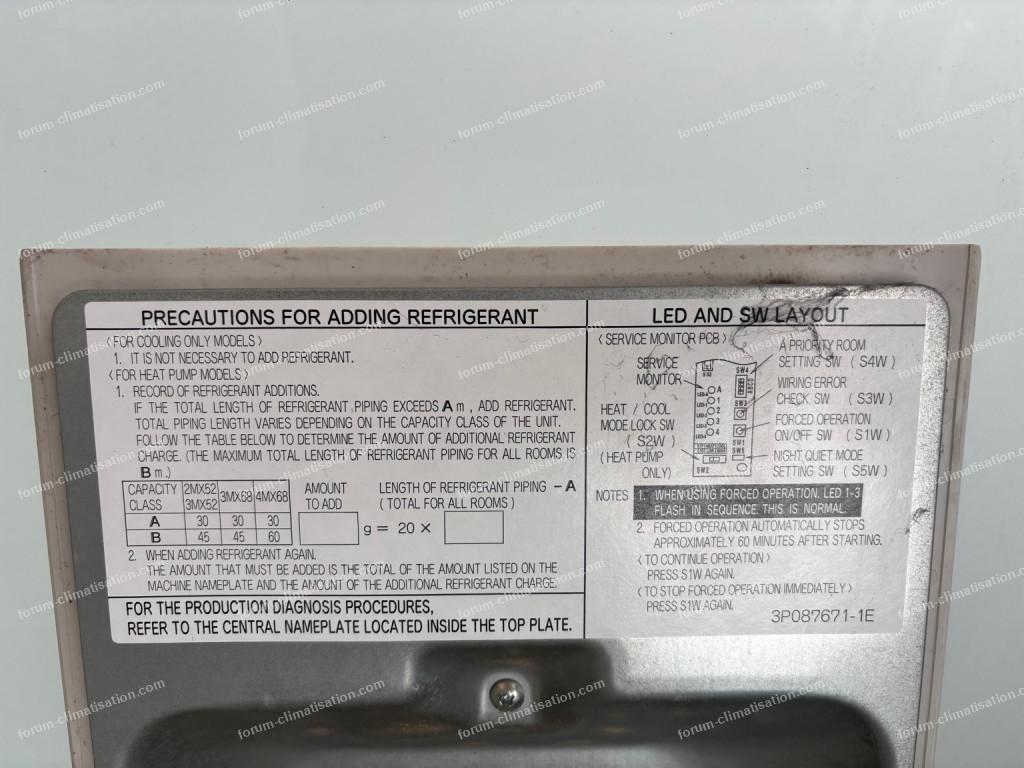 PRECAUTIONS FOR ADDING REFRIGERANT
〈FOR COOLING ONLY MODELS〉
1. IT IS NOT NECESSARY TO ADD REFRIGERANT.
〈FOR HEAT PUMP MODELS〉
1. RECORD OF REFRIGERANT ADDITIONS.
IF THE TOTAL LENGTH OF REFRIGERANT PIPING EXCEEDS A m, ADD REFRIGERANT.
TOTAL PIPING LENGTH VARIES DEPENDING ON THE CAPACITY CLASS OF THE UNIT.
FOLLOW THE TABLE BELOW TO DETERMINE THE AMOUNT OF ADDITIONAL REFRIGERANT
CHARGE. (THE MAXIMUM TOTAL LENGTH OF REFRIGERANT PIPING FOR ALL ROOMS IS
B m.)
CAPACITY CLASS 2MX52 3MX52 3MX68 4MX68
A 30 30 30
B 45 45 60
AMOUNT TO ADD
g = 20 ×
LENGTH OF REFRIGERANT PIPING - A
( TOTAL FOR ALL ROOMS )
2. WHEN ADDING REFRIGERANT AGAIN.
THE AMOUNT THAT MUST BE ADDED IS THE TOTAL OF THE AMOUNT LISTED ON THE
MACHINE NAMEPLATE AND THE AMOUNT OF THE ADDITIONAL REFRIGERANT CHARGE.
FOR THE PRODUCTION DIAGNOSIS PROCEDURES,
REFER TO THE CENTRAL NAMEPLATE LOCATED INSIDE THE TOP PLATE.
LED AND SW LAYOUT
〈SERVICE MONITOR PCB〉
SERVICE
MONITOR
HEAT / COOL
MODE LOCK SW
( S2W )
(HEAT PUMP
ONLY)
S52
A
1
2
3
4
SW4
SW3
SW1
SW1
SW2
A PRIORITY ROOM
SETTING SW ( S4W )
WIRING ERROR
CHECK SW ( S3W )
FORCED OPERATION
ON/OFF SW ( S1W )
NIGHT QUIET MODE
SETTING SW ( S5W )
NOTES 1. WHEN USING FORCED OPERATION. LED 1-3
FLASH IN SEQUENCE. THIS IS NORMAL
2. FORCED OPERATION AUTOMATICALLY STOPS
APPROXIMATELY 60 MINUTES AFTER STARTING.
〈TO CONTINUE OPERATION〉
PRESS S1W AGAIN.
〈TO STOP FORCED OPERATION IMMEDIATELY〉
PRESS S1W AGAIN.
3P087671-1E
forum-climatisation.com